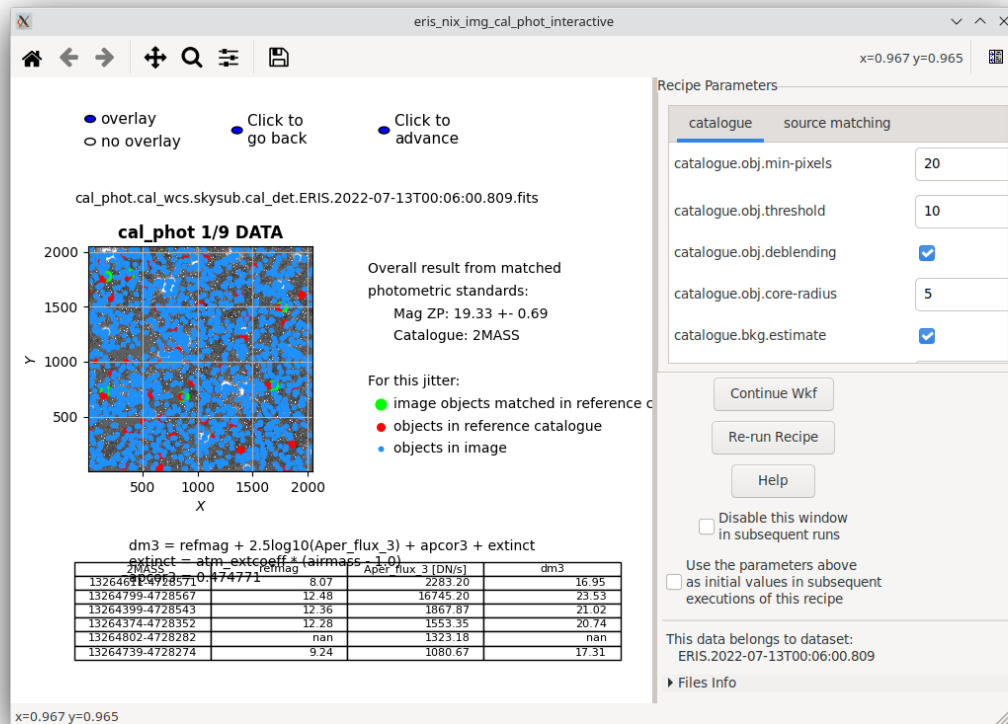 eris_nix_img_cal_phot_interactive
x=0.967 y=0.965
Recipe Parameters
overlay
no overlay
Click to
go back
Click to
advance
cal_phot.cal_wcs.skysub.cal_det.ERIS.2022-07-13T00:06:00.809.fits
cal_phot 1/9 DATA
2000
1500
1000
500
Y
500 1000 1500 2000
X
Overall result from matched
photometric standards:
Mag ZP: 19.33 +- 0.69
Catalogue: 2MASS
For this jitter:
image objects matched in reference c
objects in reference catalogue
objects in image
dm3 = refmag + 2.5log10(Aper_flux_3) + apcor3 + extinct
extinct = atm_extcoeff * (airmass - 1.0)
apcor3 = 0.474771
2MASS refmag Aper_flux_3 [DN/s] dm3
13264611-4728571 8.07 2283.20 16.95
13264799-4728567 12.48 16745.20 23.53
13264399-4728543 12.36 1867.87 21.02
13264374-4728352 12.28 1553.35 20.74
13264802-4728282 nan 1323.18 nan
13264739-4728274 9.24 1080.67 17.31
catalogue source matching
catalogue.obj.min-pixels 20
catalogue.obj.threshold 10
catalogue.obj.deblending
catalogue.obj.core-radius 5
catalogue.bkg.estimate
Continue Wkf
Re-run Recipe
Help
Disable this window
in subsequent runs
Use the parameters above
as initial values in subsequent
executions of this recipe
This data belongs to dataset:
ERIS.2022-07-13T00:06:00.809
Files Info
x=0.967 y=0.965